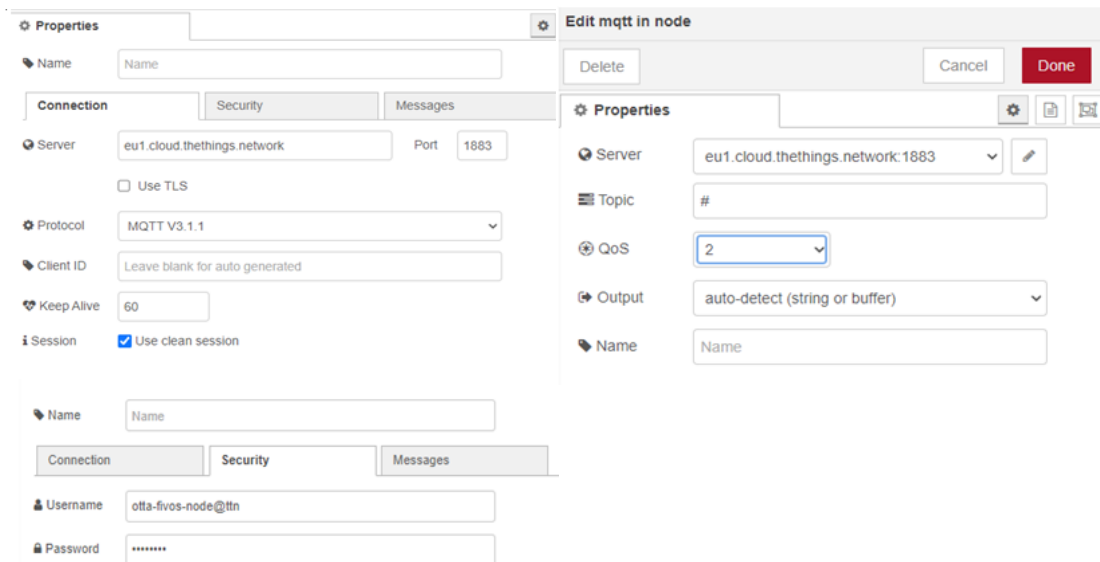 Properties
Name Name
Connection Security Messages
Server eu1.cloud.thethings.network Port 1883
Use TLS
Protocol MQTT V3.1.1
Client ID Leave blank for auto generated
Keep Alive 60
Session Use clean session
Name Name
Connection Security Messages
Username otta-fivos-node@ttn
Password ••••••••
Edit mqtt in node
Delete Cancel Done
Properties
Server eu1.cloud.thethings.network:1883
Topic #
QoS 2
Output auto-detect (string or buffer)
Name Name